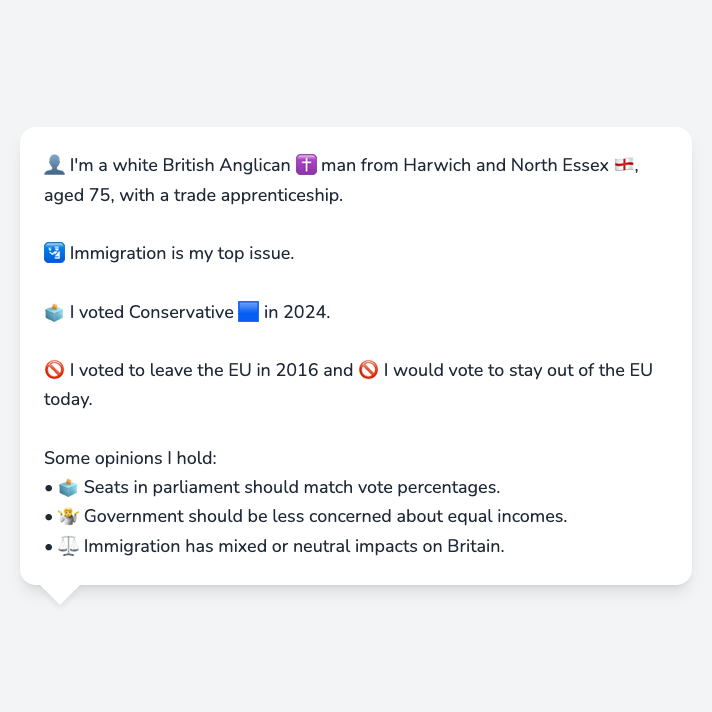 👤 I'm a white British Anglican ✝️ man from Harwich and North Essex 🏴󠁧󠁢󠁥󠁮󠁧󠁿,
aged 75, with a trade apprenticeship.
🛂 Immigration is my top issue.
🗳️ I voted Conservative 🟦 in 2024.
🚫 I voted to leave the EU in 2016 and 🚫 I would vote to stay out of the EU
today.
Some opinions I hold:
• 🗳️ Seats in parliament should match vote percentages.
• 🤷 Government should be less concerned about equal incomes.
• ⚖️ Immigration has mixed or neutral impacts on Britain.